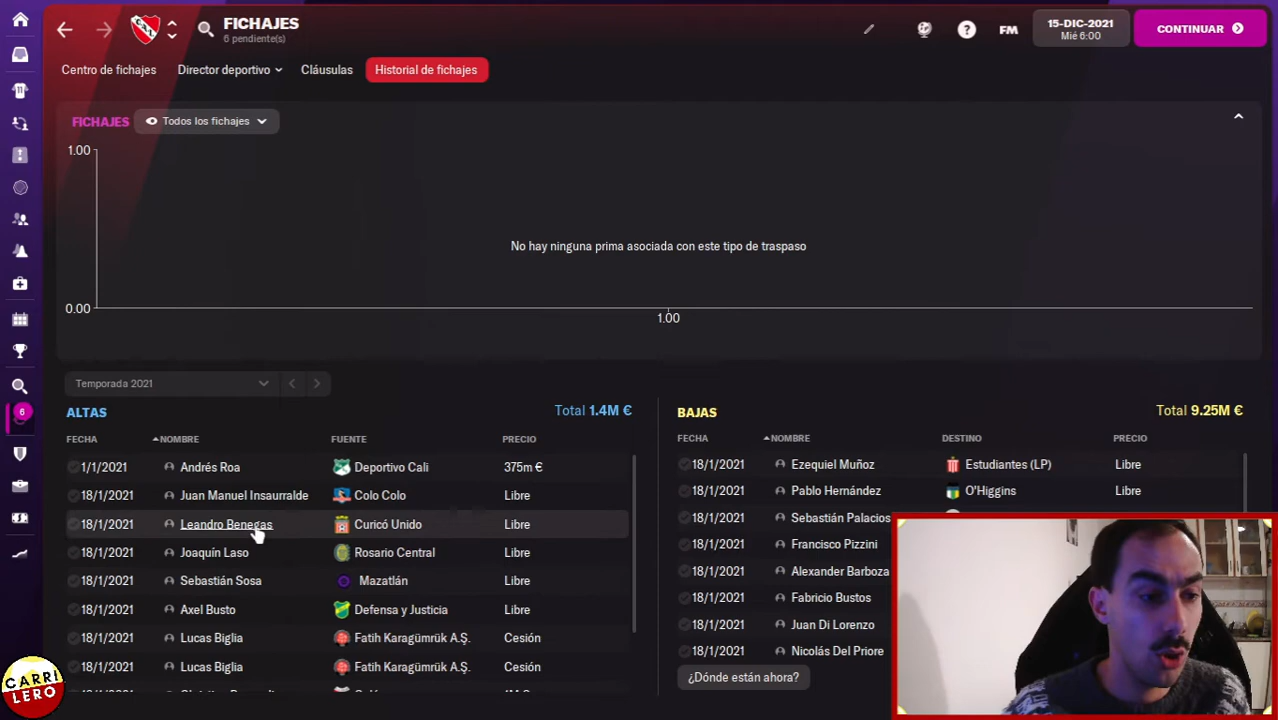 FICHAJES
6 pendiente(s)
FM
15-DIC-2021
Mié 6:00
CONTINUAR
Centro de fichajes
Director deportivo
Cláusulas
Historial de fichajes
FICHAJES
Todos los fichajes
1.00
No hay ninguna prima asociada con este tipo de traspaso
0.00
1.00
Temporada 2021
6
ALTAS
Total 1.4M €
FECHA NOMBRE FUENTE PRECIO
1/1/2021 Andrés Roa Deportivo Cali 375m €
18/1/2021 Juan Manuel Insaurralde Colo Colo Libre
18/1/2021 Leandro Benegas Curicó Unido Libre
18/1/2021 Joaquín Laso Rosario Central Libre
18/1/2021 Sebastián Sosa Mazatlán Libre
18/1/2021 Axel Busto Defensa y Justicia Libre
18/1/2021 Lucas Biglia Fatih Karagümrük A.Ş. Cesión
18/1/2021 Lucas Biglia Fatih Karagümrük A.Ş. Cesión
BAJAS
Total 9.25M €
FECHA NOMBRE DESTINO PRECIO
18/1/2021 Ezequiel Muñoz Estudiantes (LP) Libre
18/1/2021 Pablo Hernández O'Higgins Libre
18/1/2021 Sebastián Palacios
18/1/2021 Francisco Pizzini
18/1/2021 Alexander Barboza
18/1/2021 Fabricio Bustos
18/1/2021 Juan Di Lorenzo
18/1/2021 Nicolás Del Priore
¿Dónde están ahora?
CARRI
LERO